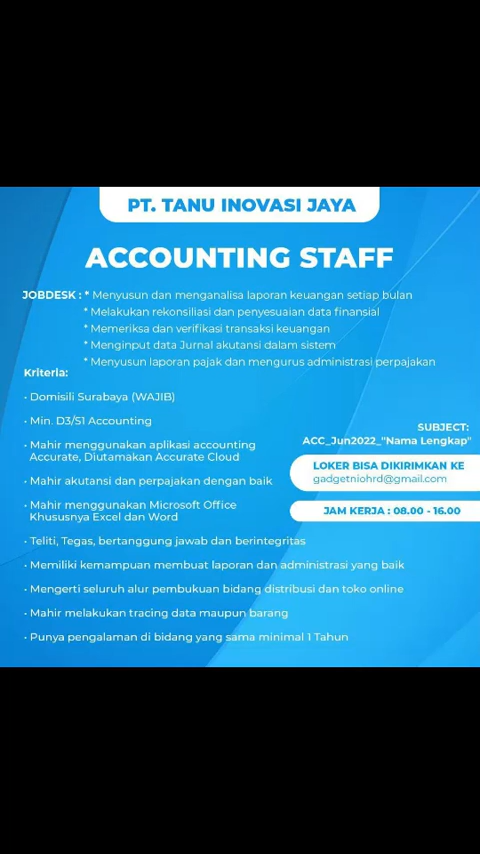 PT. TANU INOVASI JAYA
ACCOUNTING STAFF
JOBDESK : * Menyusun dan menganalisa laporan keuangan setiap bulan
* Melakukan rekonsiliasi dan penyesuaian data finansial
* Memeriksa dan verifikasi transaksi keuangan
* Menginput data Jurnal akutansi dalam sistem
* Menyusun laporan pajak dan mengurus administrasi perpajakan
Kriteria:
• Domisili Surabaya (WAJIB)
• Min. D3/S1 Accounting
• Mahir menggunakan aplikasi accounting
Accurate, Diutamakan Accurate Cloud
• Mahir akutansi dan perpajakan dengan baik
• Mahir menggunakan Microsoft Office
Khususnya Excel dan Word
• Teliti, Tegas, bertanggung jawab dan berintegritas
• Memiliki kemampuan membuat laporan dan administrasi yang baik
• Mengerti seluruh alur pembukuan bidang distribusi dan toko online
• Mahir melakukan tracing data maupun barang
• Punya pengalaman di bidang yang sama minimal 1 Tahun
SUBJECT:
ACC_Jun2022_"Nama Lengkap"
LOKER BISA DIKIRIMKAN KE
gadgetniohrd@gmail.com
JAM KERJA : 08.00 - 16.00